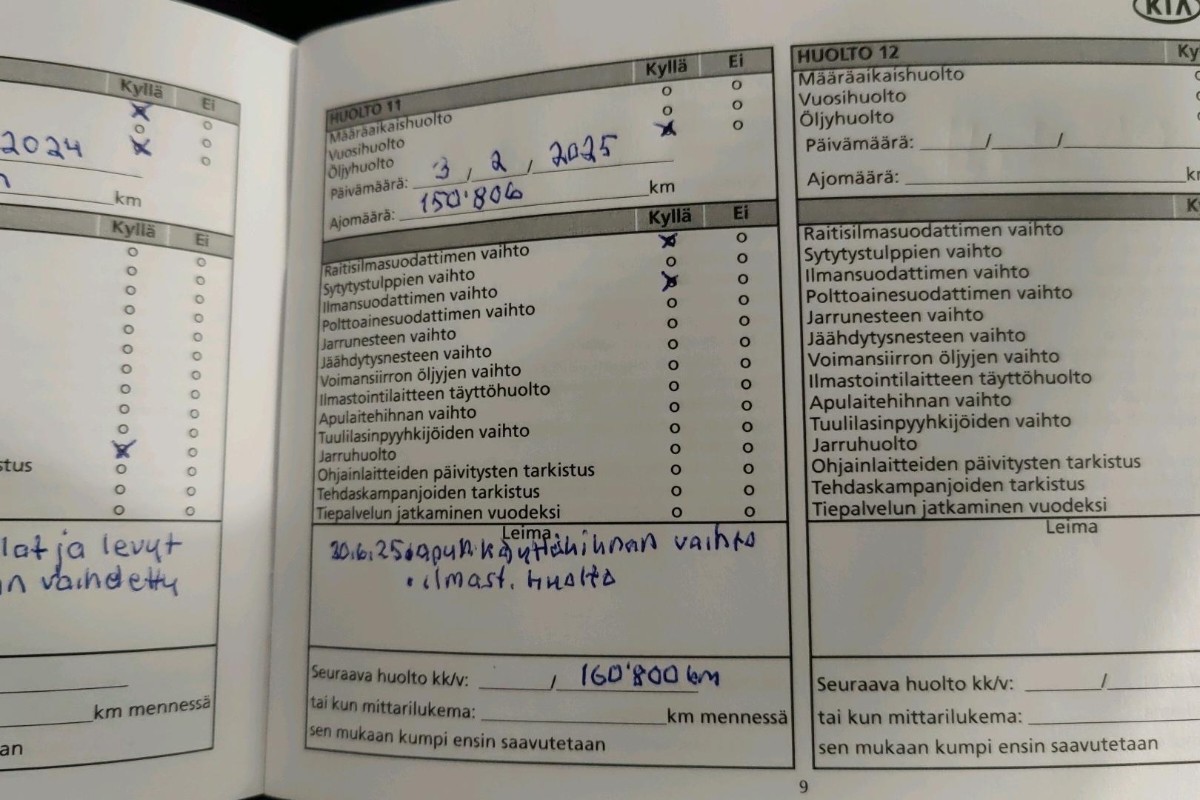 Kyllä Ei
2024
km
Kyllä Ei
stus
lat ja levyt
in vaihdettu
km mennessä
an
HUOLTO 11 Kyllä Ei
Määräaikaishuolto
Vuosihuolto
Öljyhuolto
Päivämäärä: 3 / 2 / 2025
Ajomäärä: 150'806 km
Kyllä Ei
Raitisilmasuodattimen vaihto
Sytytystulppien vaihto
Ilmansuodattimen vaihto
Polttoainesuodattimen vaihto
Jarrunesteen vaihto
Jäähdytysnesteen vaihto
Voimansiirron öljyjen vaihto
Ilmastointilaitteen täyttöhuolto
Apulaitehihnan vaihto
Tuulilasinpyyhkijöiden vaihto
Jarruhuolto
Ohjainlaitteiden päivitysten tarkistus
Tehdaskampanjoiden tarkistus
Tiepalvelun jatkaminen vuodeksi
Leima
30.6.25 • apul. käyttöhihnan vaihto
• ilmast. huolto
Seuraava huolto kk/v: / 160'800 km
tai kun mittarilukema: km mennessä
sen mukaan kumpi ensin saavutetaan
9
KIA
HUOLTO 12 Ky
Määräaikaishuolto
Vuosihuolto
Öljyhuolto
Päivämäärä: / /
Ajomäärä: k
K
Raitisilmasuodattimen vaihto
Sytytystulppien vaihto
Ilmansuodattimen vaihto
Polttoainesuodattimen vaihto
Jarrunesteen vaihto
Jäähdytysnesteen vaihto
Voimansiirron öljyjen vaihto
Ilmastointilaitteen täyttöhuolto
Apulaitehihnan vaihto
Tuulilasinpyyhkijöiden vaihto
Jarruhuolto
Ohjainlaitteiden päivitysten tarkistus
Tehdaskampanjoiden tarkistus
Tiepalvelun jatkaminen vuodeksi
Leima
Seuraava huolto kk/v: /
tai kun mittarilukema:
sen mukaan kumpi ensin saavutetaan